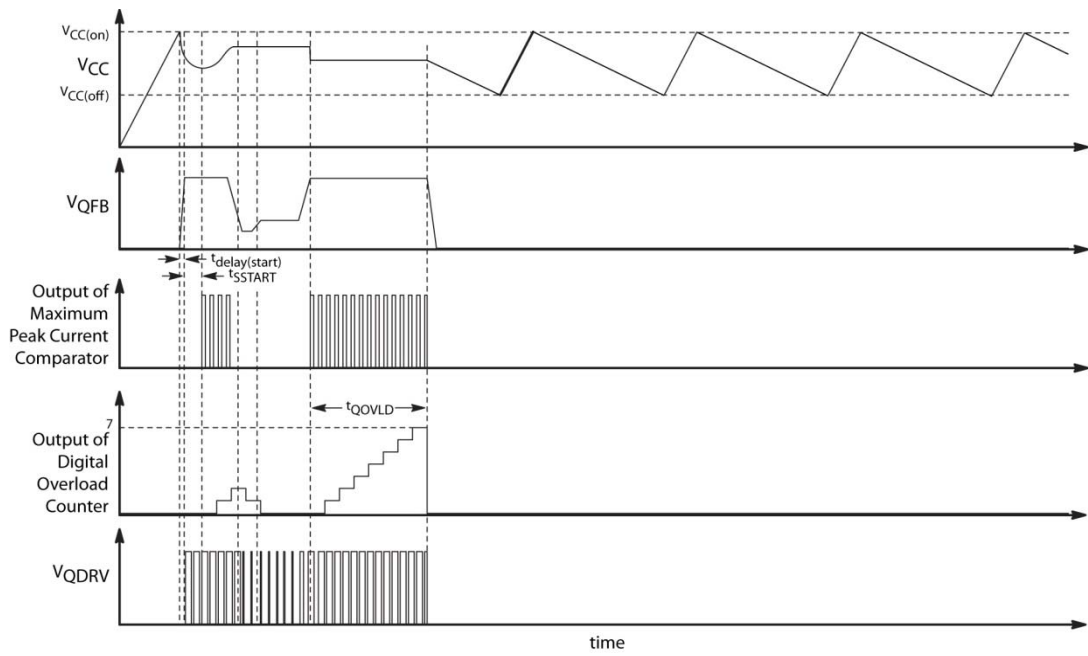 VCC(on)
VCC
VCC(off)
VQFB
tdelay(start)
tSSTART
Output of
Maximum
Peak Current
Comparator
tQOVLD
7
Output of
Digital
Overload
Counter
VQDRV
time